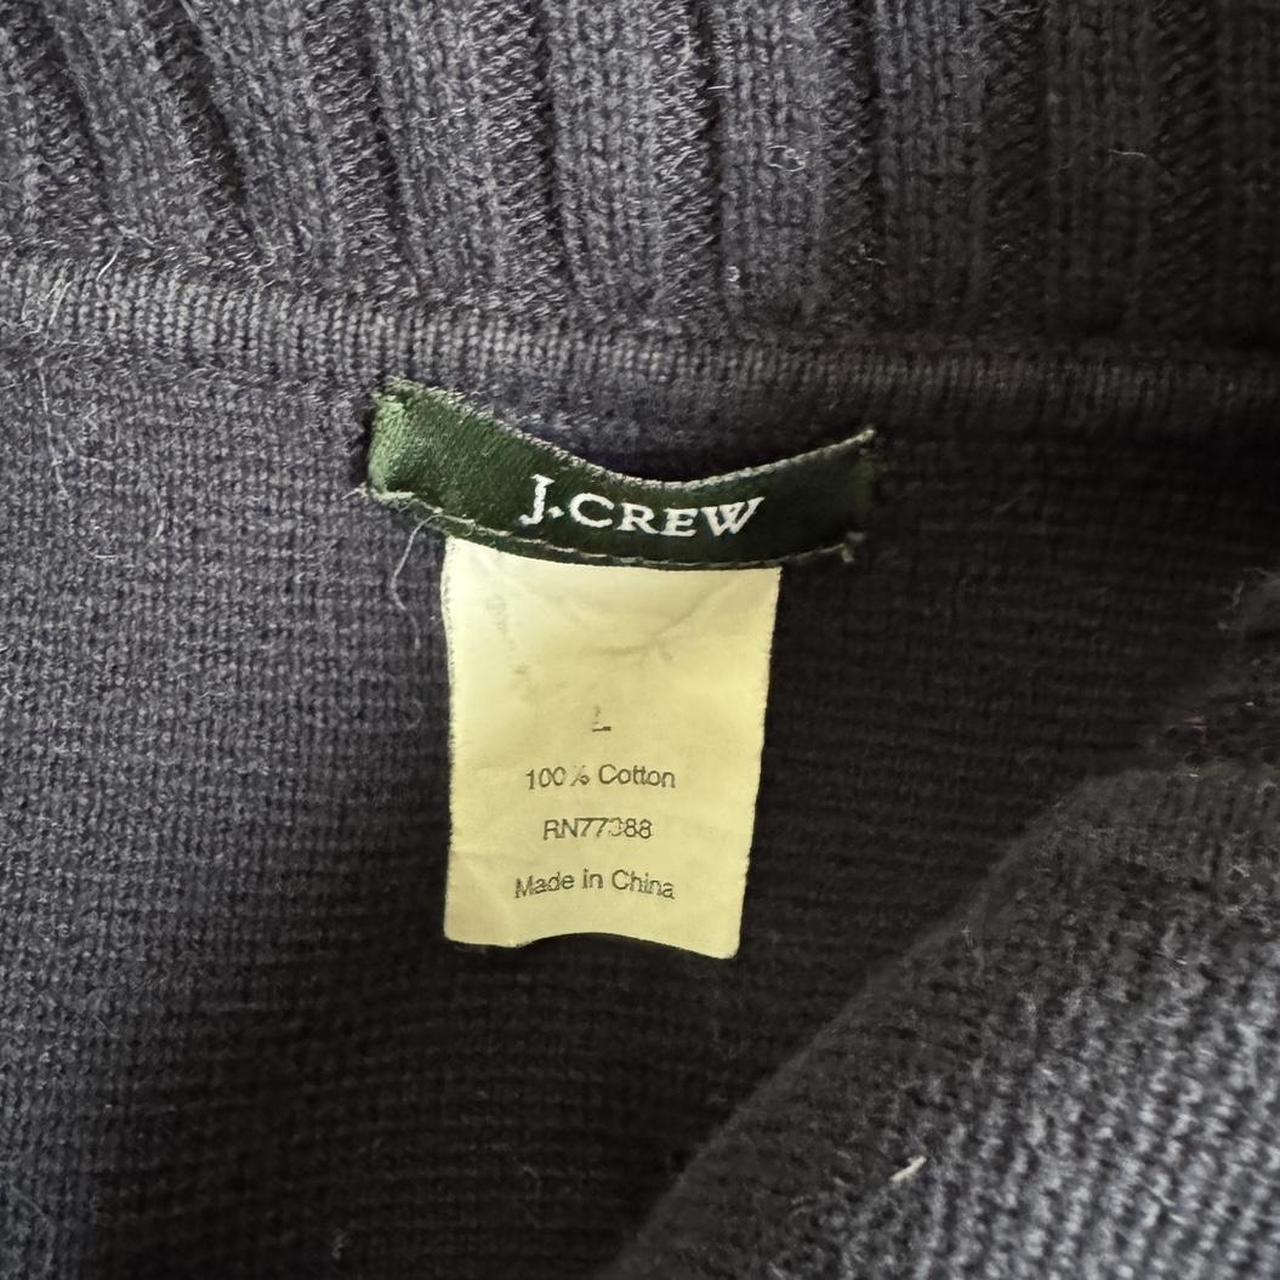 J.CREW
L
100% Cotton
RN77388
Made in China